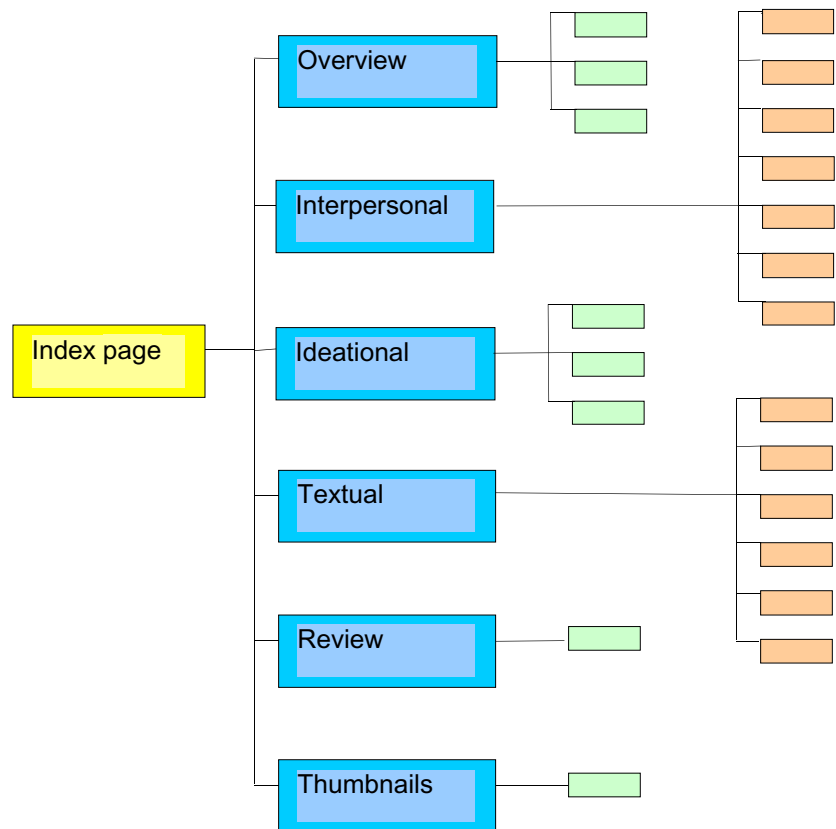 Overview
Interpersonal
Index page
Ideational
Textual
Review
Thumbnails